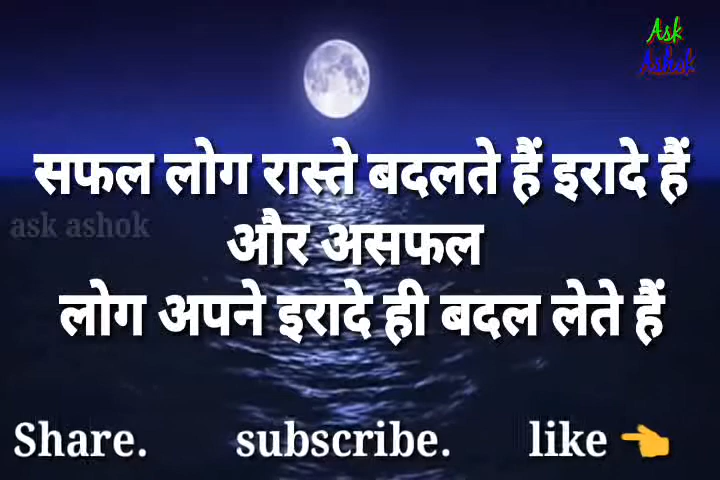 Ask
Ashok
सफल लोग रास्ते बदलते हैं इरादे हैं
ask ashok
और असफल
लोग अपने इरादे ही बदल लेते हैं
Share. subscribe. like